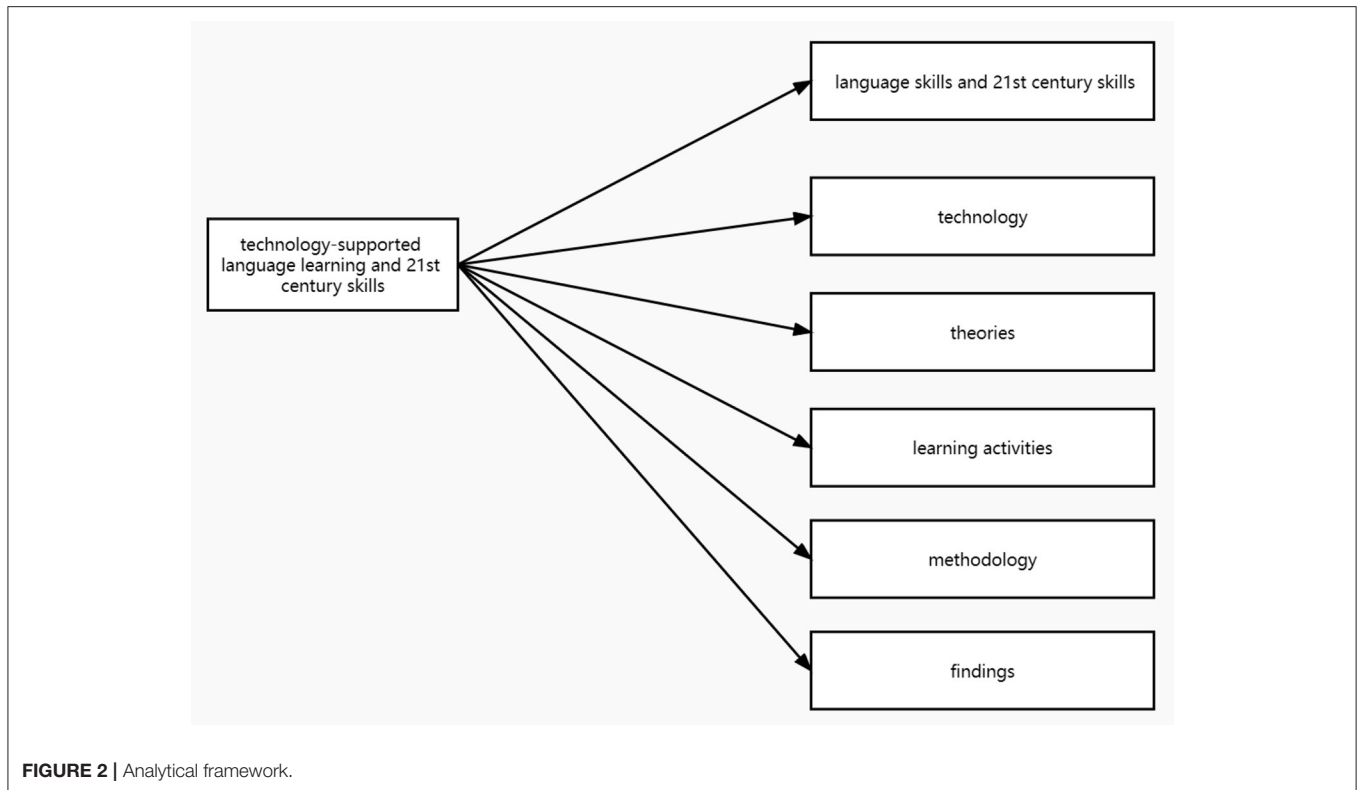 technology-supported
language learning and 21st
century skills
language skills and 21st century skills
technology
theories
learning activities
methodology
findings
FIGURE 2 | Analytical framework.